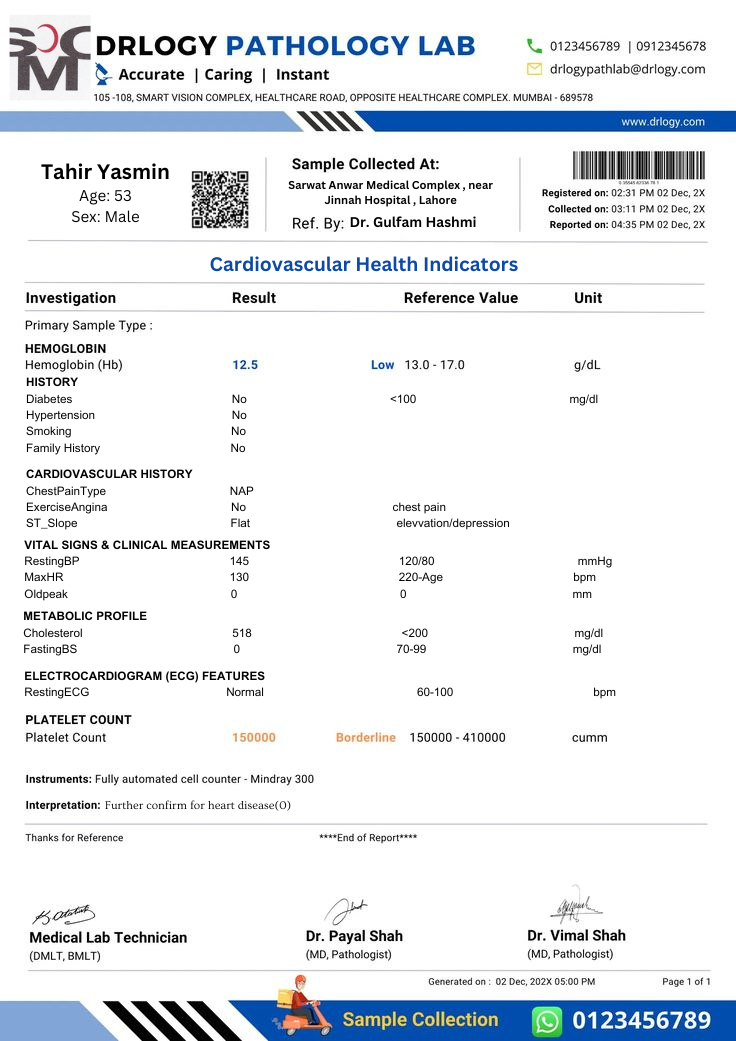 SMC
DRLOGY PATHOLOGY LAB
Accurate | Caring | Instant
0123456789 | 0912345678
drlogypathlab@drlogy.com
105 -108, SMART VISION COMPLEX, HEALTHCARE ROAD, OPPOSITE HEALTHCARE COMPLEX. MUMBAI - 689578
www.drlogy.com
Tahir Yasmin
Age: 53
Sex: Male
Sample Collected At:
Sarwat Anwar Medical Complex , near
Jinnah Hospital , Lahore
Ref. By: Dr. Gulfam Hashmi
Registered on: 02:31 PM 02 Dec, 2X
Collected on: 03:11 PM 02 Dec, 2X
Reported on: 04:35 PM 02 Dec, 2X
Cardiovascular Health Indicators
Investigation Result Reference Value Unit
Primary Sample Type :
HEMOGLOBIN
Hemoglobin (Hb) 12.5 Low 13.0 - 17.0 g/dL
HISTORY
Diabetes No <100 mg/dl
Hypertension No
Smoking No
Family History No
CARDIOVASCULAR HISTORY
ChestPainType NAP
ExerciseAngina No chest pain
ST_Slope Flat elevvation/depression
VITAL SIGNS & CLINICAL MEASUREMENTS
RestingBP 145 120/80 mmHg
MaxHR 130 220-Age bpm
Oldpeak 0 0 mm
METABOLIC PROFILE
Cholesterol 518 <200 mg/dl
FastingBS 0 70-99 mg/dl
ELECTROCARDIOGRAM (ECG) FEATURES
RestingECG Normal 60-100 bpm
PLATELET COUNT
Platelet Count 150000 Borderline 150000 - 410000 cumm
Instruments: Fully automated cell counter - Mindray 300
Interpretation: Further confirm for heart disease(O)
Thanks for Reference ****End of Report****
Medical Lab Technician
(DMLT, BMLT)
Dr. Payal Shah
(MD, Pathologist)
Dr. Vimal Shah
(MD, Pathologist)
Generated on : 02 Dec, 202X 05:00 PM Page 1 of 1
Sample Collection 0123456789